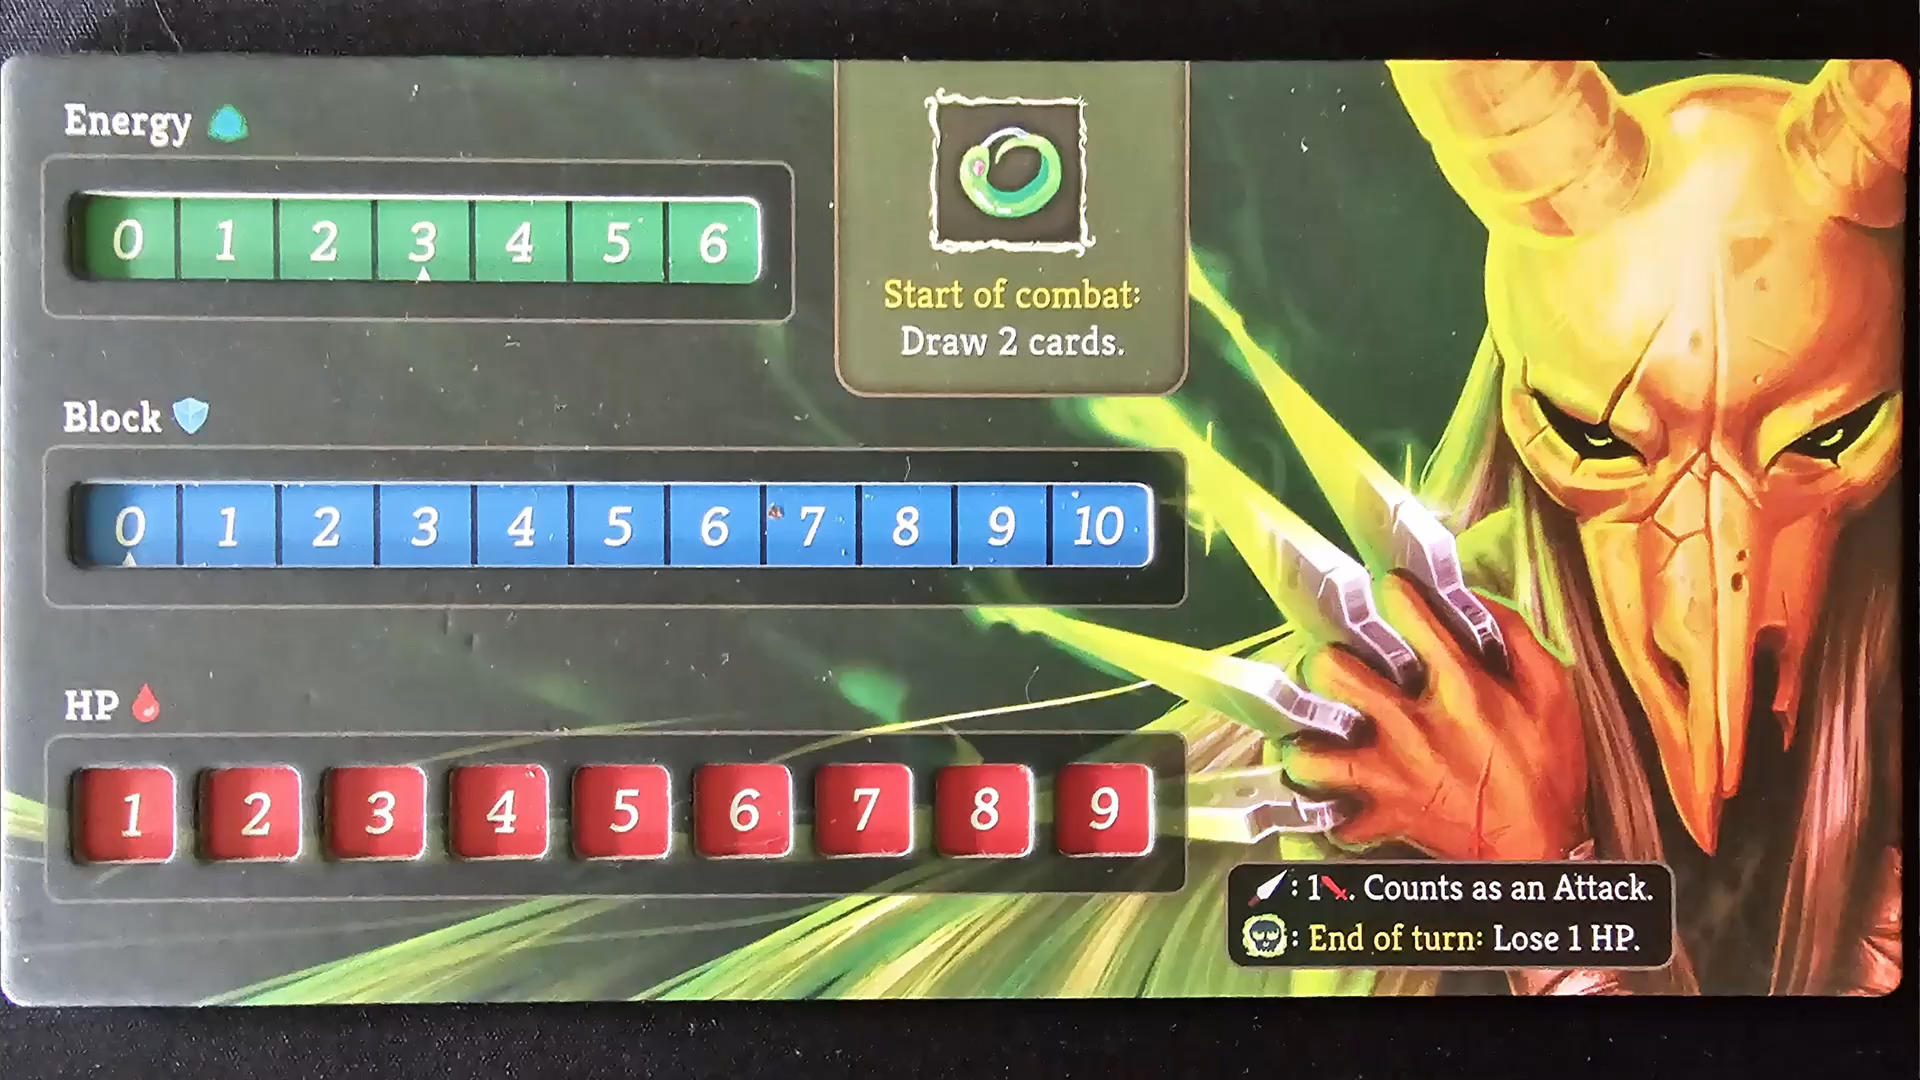 Energy
0 1 2 3 4 5 6
Start of combat:
Draw 2 cards.
Block
0 1 2 3 4 5 6 7 8 9 10
HP
1 2 3 4 5 6 7 8 9
: 1. Counts as an Attack.
: End of turn: Lose 1 HP.